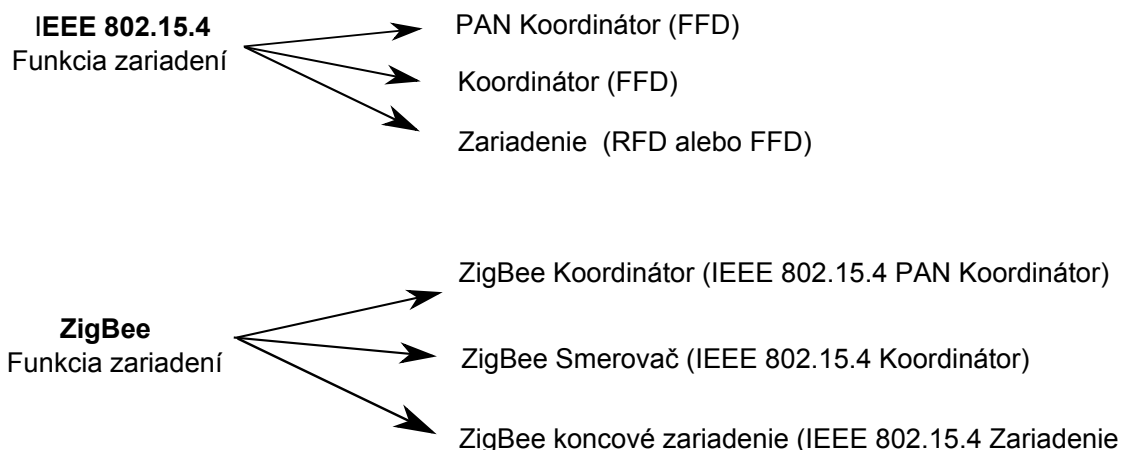 IEEE 802.15.4
Funkcia zariadení
PAN Koordinátor (FFD)
Koordinátor (FFD)
Zariadenie (RFD alebo FFD)
ZigBee
Funkcia zariadení
ZigBee Koordinátor (IEEE 802.15.4 PAN Koordinátor)
ZigBee Smerovač (IEEE 802.15.4 Koordinátor)
ZigBee koncové zariadenie (IEEE 802.15.4 Zariadenie